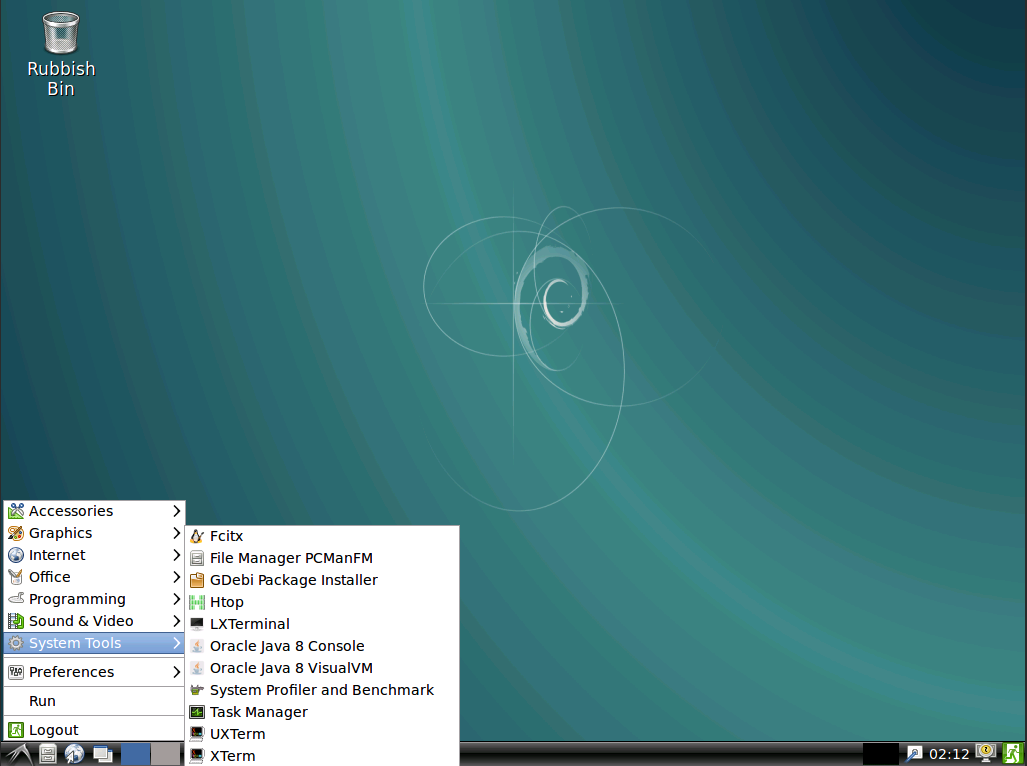 Rubbish
Bin
Accessories
Graphics
Internet
Office
Programming
Sound & Video
System Tools
Preferences
Run
Logout
Fcitx
File Manager PCManFM
GDebi Package Installer
Htop
LXTerminal
Oracle Java 8 Console
Oracle Java 8 VisualVM
System Profiler and Benchmark
Task Manager
UXTerm
XTerm
02:12